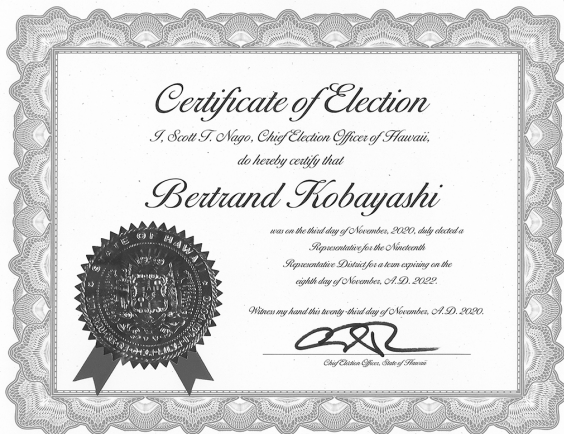 Certificate of Election
I, Scott T. Nago, Chief Election Officer of Hawaii,
do hereby certify that
Bertrand Kobayashi
was on the third day of November, 2020, duly elected a
Representative for the Nineteenth
Representative District for a term expiring on the
eighth day of November, A.D. 2022.
Witness my hand this twenty-third day of November, A.D. 2020.
Chief Election Officer, State of Hawaii
STATE OF HAWAII